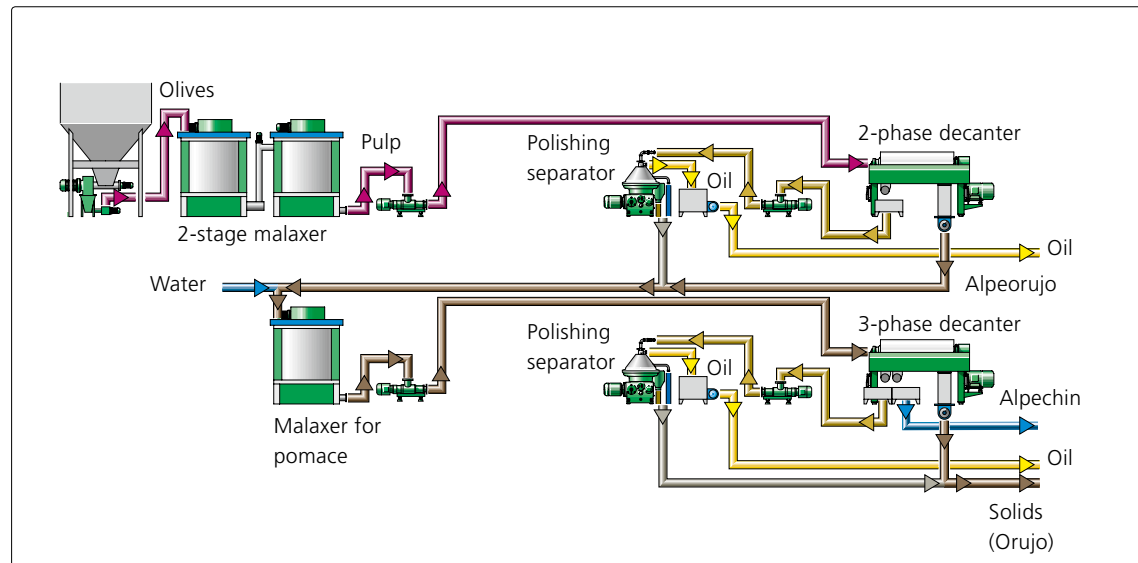 Olives
Pulp
2-stage malaxer
Polishing
separator
Oil
2-phase decanter
Oil
Water
Alpeorujo
Polishing
separator
Oil
3-phase decanter
Alpechin
Malaxer for
pomace
Oil
Solids
(Orujo)